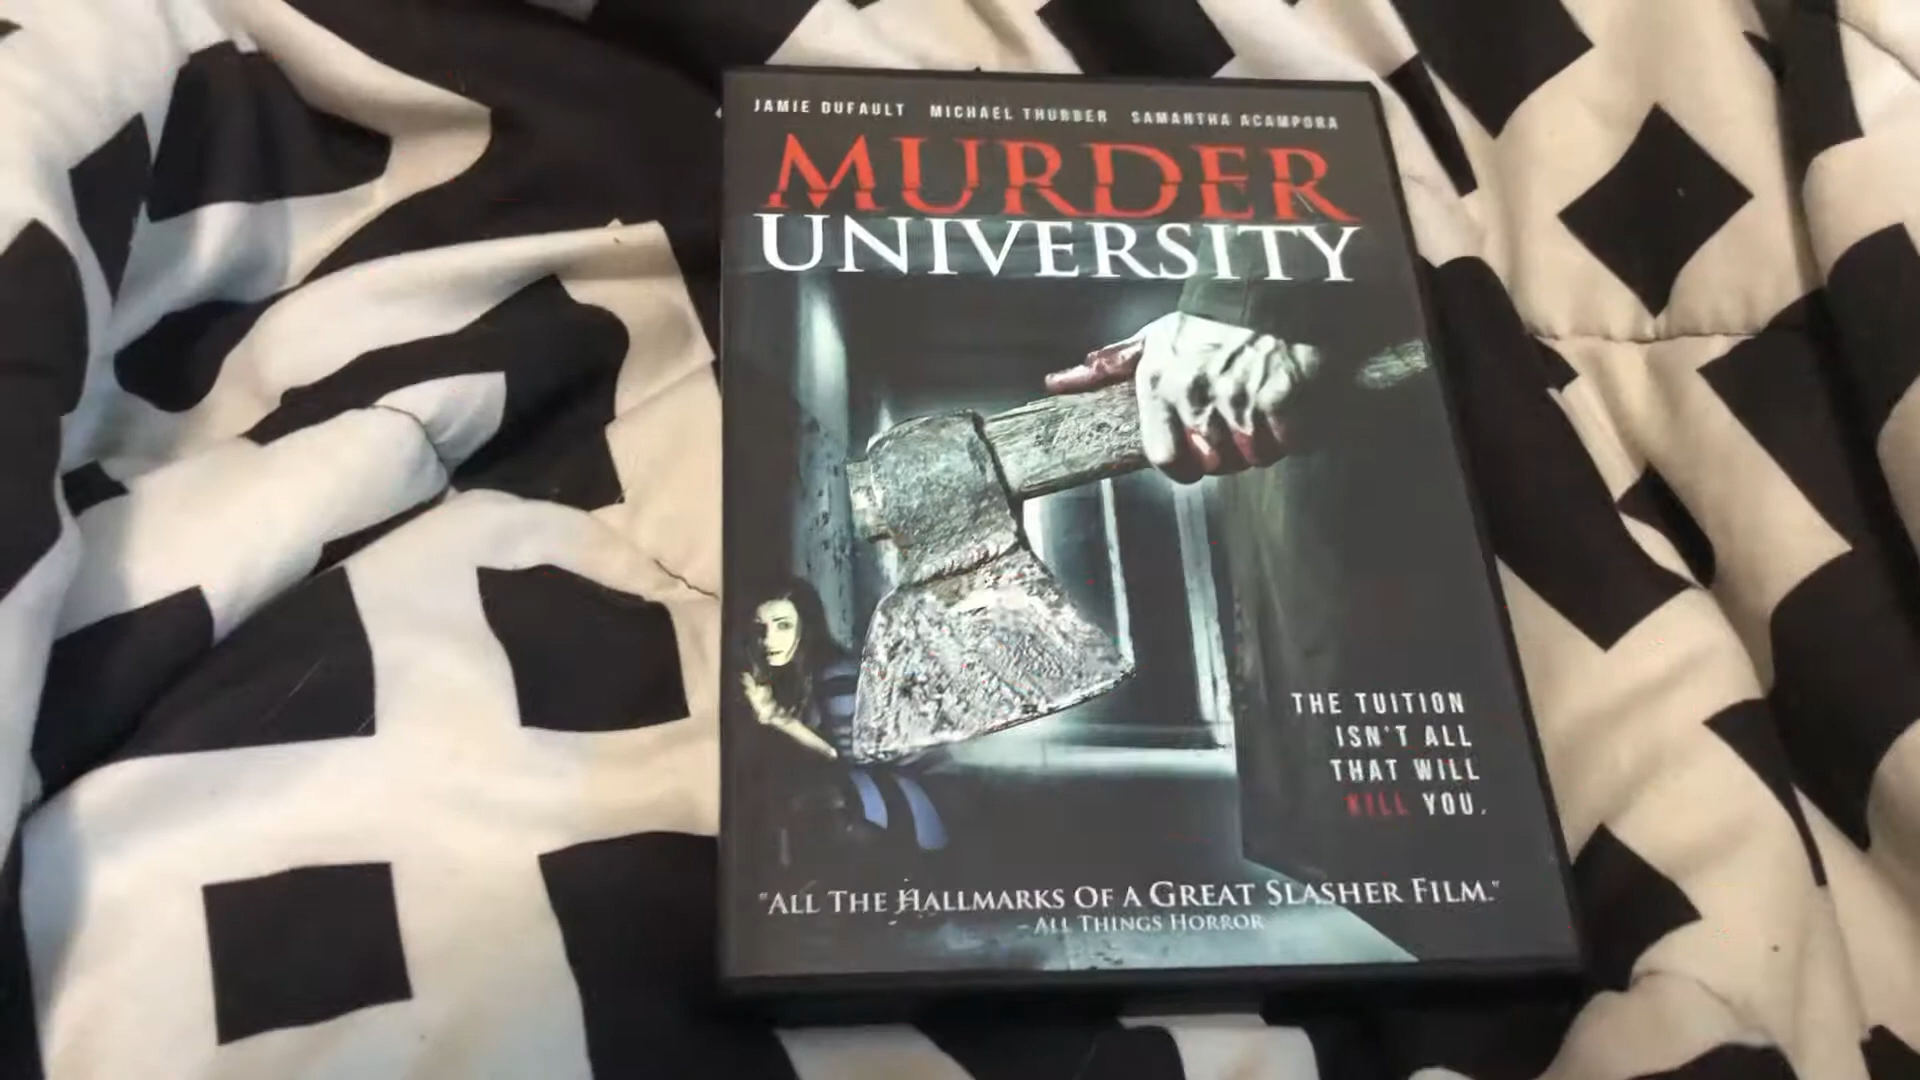 JAMIE DUFAULT MICHAEL THURBER SAMANTHA ACAMPORA
MURDER
UNIVERSITY
THE TUITION
ISN'T ALL
THAT WILL
KILL YOU.
"ALL THE HALLMARKS OF A GREAT SLASHER FILM."
- ALL THINGS HORROR